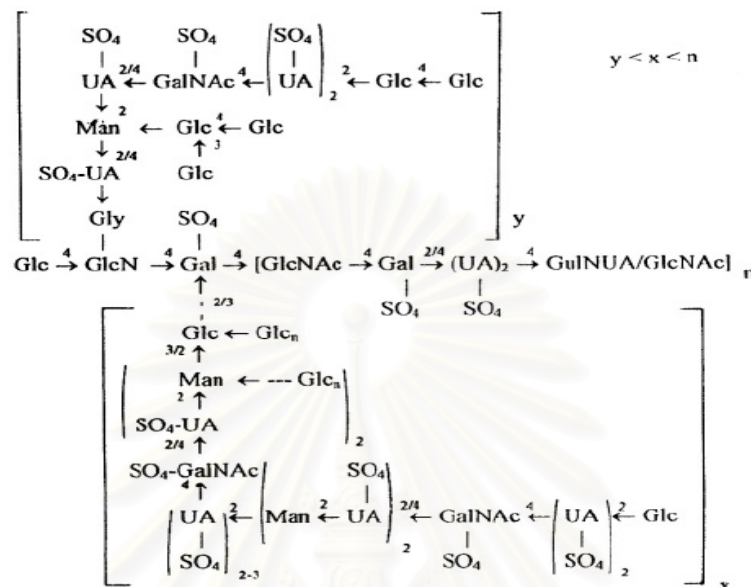 SO₄ SO₄ SO₄
UA 2/4 ← GalNAc 4 ← (UA)₂ 2 ← Glc 4 ← Glc y < x < n
↓
Man 2 ← Glc 4 ← Glc
↓ ↑ 3
SO₄-UA 2/4 Glc
↓
Gly SO₄ y
Glc 4 → GlcN 4 → Gal 4 → [GlcNAc 4 → Gal 2/4 → (UA)₂ 4 → GulNUA/GlcNAc] n
↑ 2/3 SO₄ SO₄
Glc ← Glcₙ
3/2 ↑
Man ← --- Glcₙ
2 ↑
SO₄-UA 2
2/4 ↑
SO₄-GalNAc SO₄
4 ↑
(UA 2 ← (Man 2 ← UA)₂ 2/4 ← GalNAc 4 ← (UA 2 ← Glc
SO₄)₂₋₃ SO₄ SO₄)₂
x